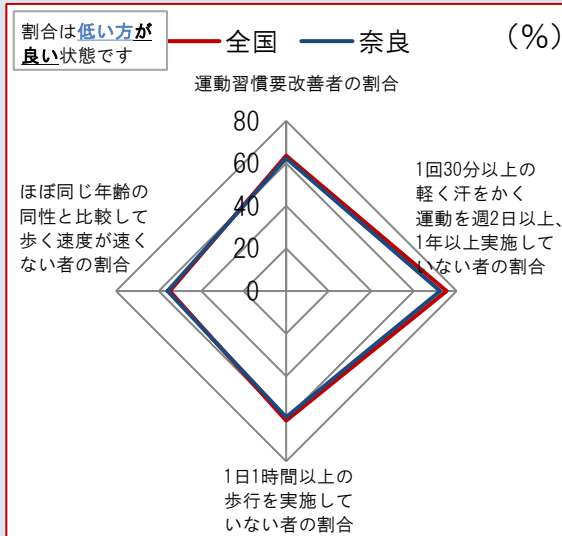 割合は低い方が
良い状態です
全国
奈良
(%)
運動習慣要改善者の割合
80
60
40
20
0
1回30分以上の
軽く汗をかく
運動を週2日以上、
1年以上実施して
いない者の割合
ほぼ同じ年齢の
同性と比較して
歩く速度が速く
ない者の割合
1日1時間以上の
歩行を実施して
いない者の割合